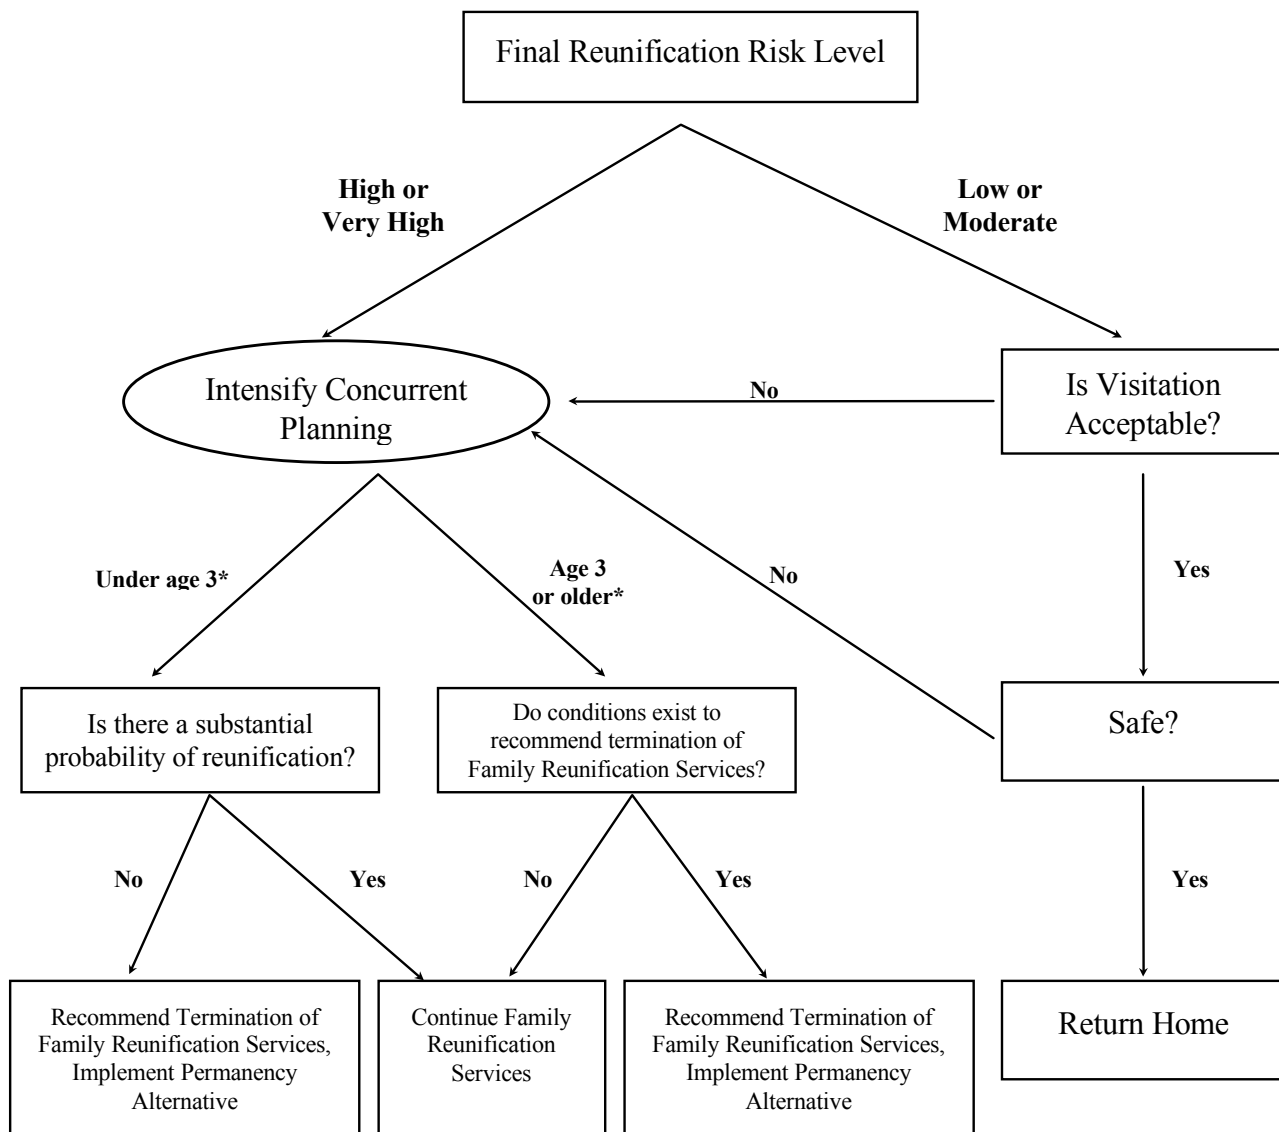 Final Reunification Risk Level
High or
Very High
Low or
Moderate
Intensify Concurrent
Planning
No
Is Visitation
Acceptable?
Under age 3*
Age 3
or older*
No
Yes
Is there a substantial
probability of reunification?
Do conditions exist to
recommend termination of
Family Reunification Services?
Safe?
No
Yes
No
Yes
Yes
Recommend Termination of
Family Reunification Services,
Implement Permanency
Alternative
Continue Family
Reunification
Services
Recommend Termination of
Family Reunification Services,
Implement Permanency
Alternative
Return Home